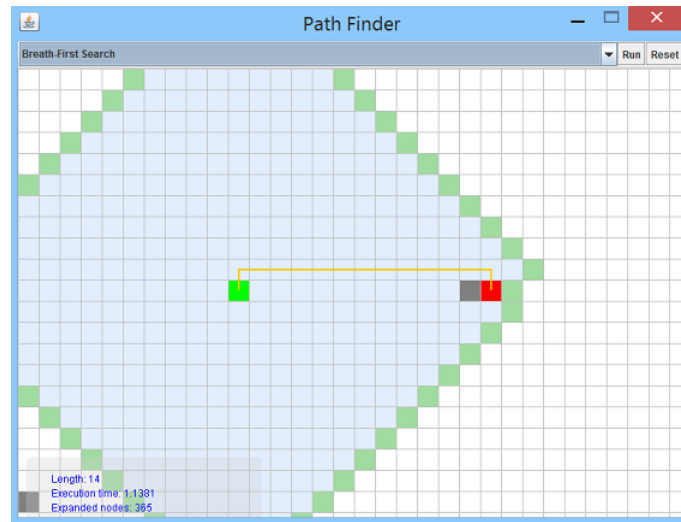 Path Finder
Breath-First Search
Run Reset
Length: 14
Execution time: 1.1381
Expanded nodes: 365